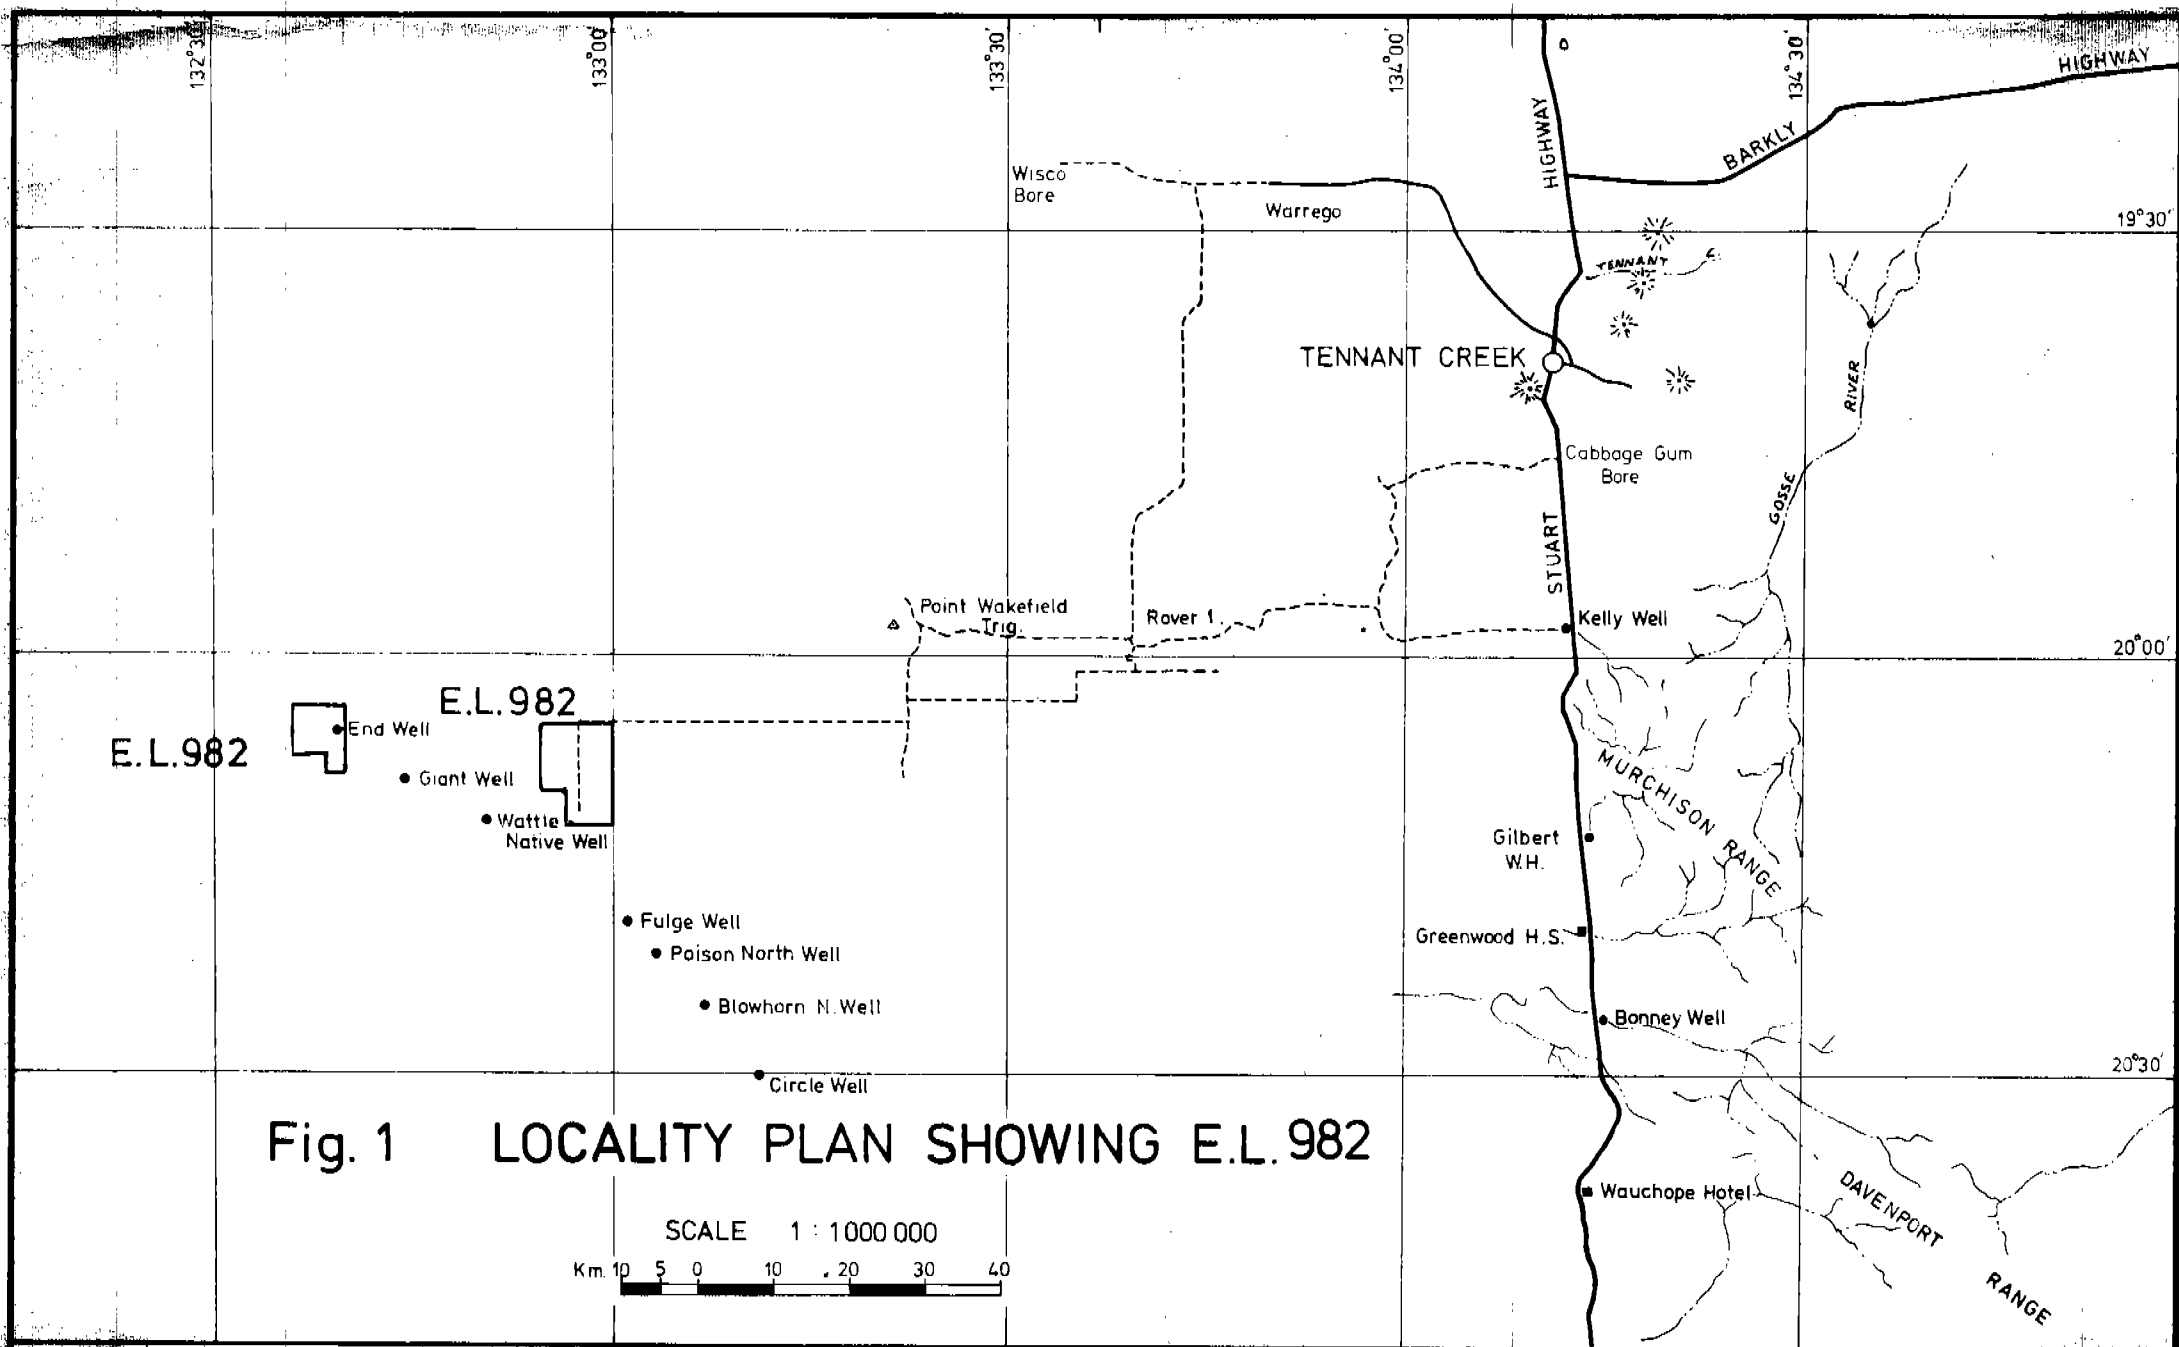 132°30'
133°00'
133°30'
134°00'
134°30'
HIGHWAY
BARKLY
HIGHWAY
Wisco
Bore
Warrego
19°30'
TENNANT C.
TENNANT CREEK
RIVER
GOSSE
Cabbage Gum
Bore
STUART
Point Wakefield
Trig.
Rover 1.
Kelly Well
20°00'
E.L.982
End Well
E.L.982
Giant Well
Wattle
Native Well
MURCHISON RANGE
Gilbert
W.H.
Fulge Well
Poison North Well
Greenwood H.S.
Blowhorn N. Well
Bonney Well
20°30'
Circle Well
Fig. 1 LOCALITY PLAN SHOWING E.L. 982
Wauchope Hotel
DAVENPORT
RANGE
SCALE 1 : 1000 000
Km. 10 5 0 10 20 30 40